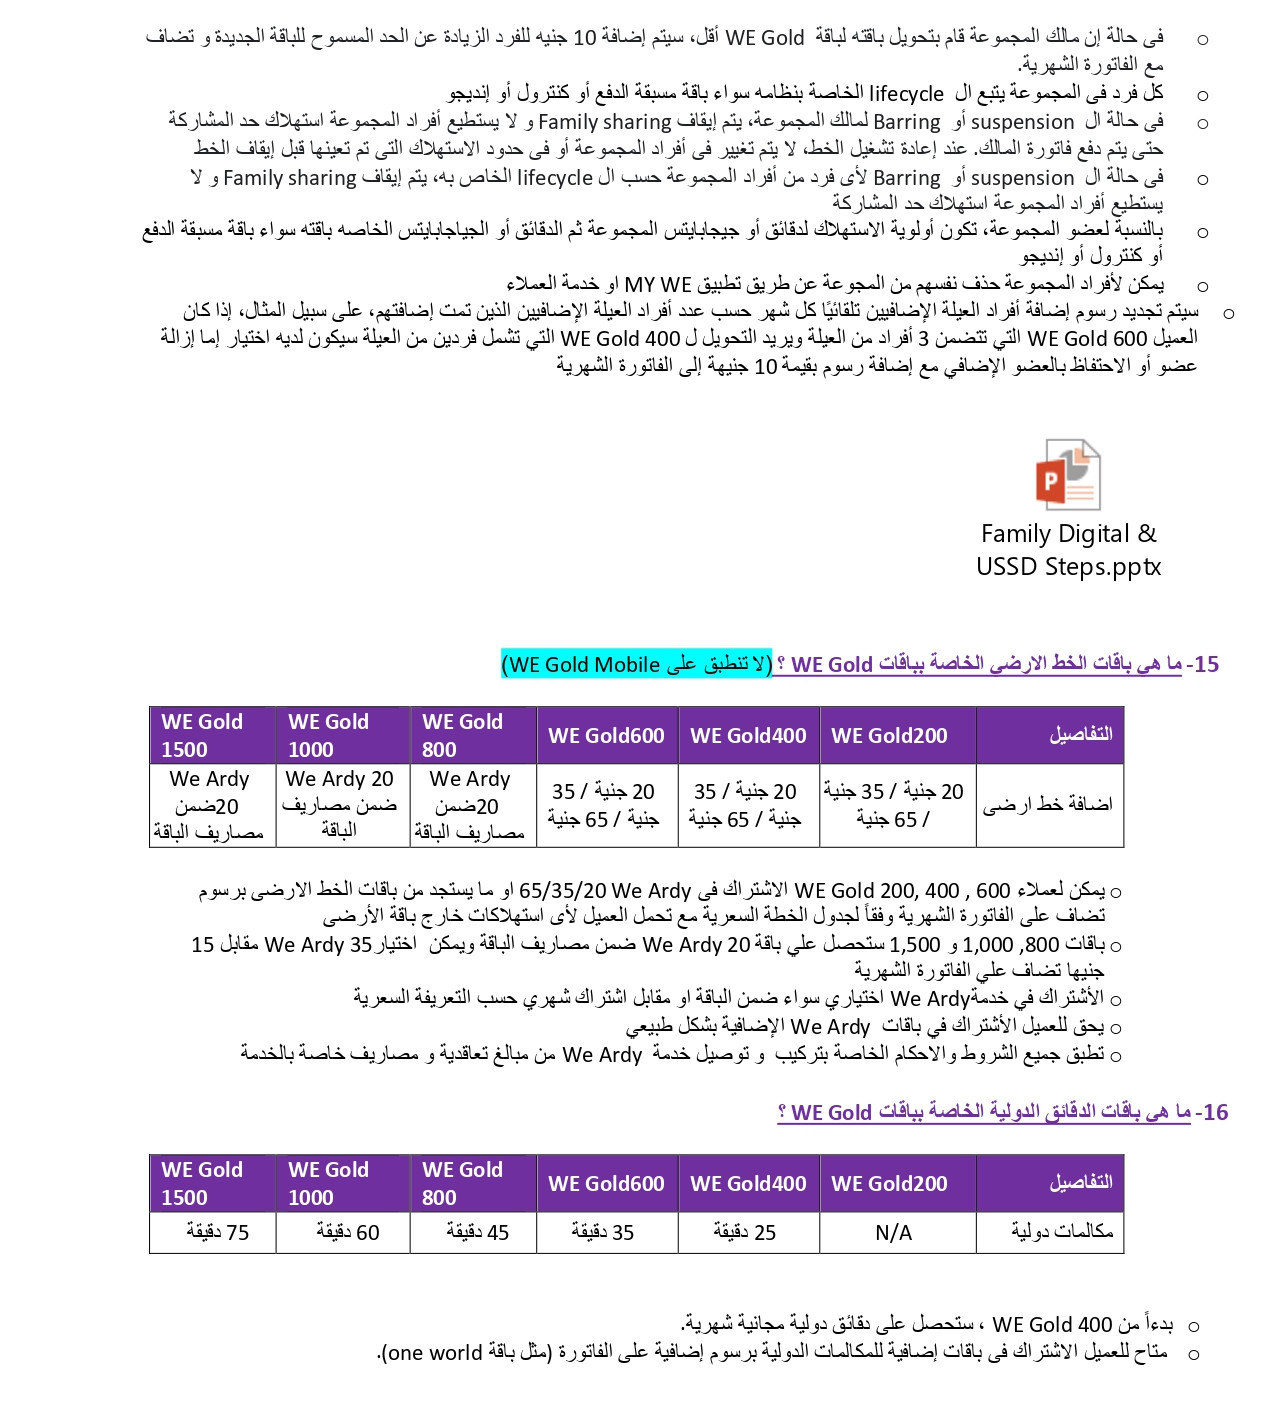 o فى حالة إن مالك المجموعة قام بتحويل باقته لباقة WE Gold أقل، سيتم إضافة 10 جنيه للفرد الزيادة عن الحد المسموح للباقة الجديدة و تضاف
مع الفاتورة الشهرية.
o كل فرد فى المجموعة يتبع ال lifecycle الخاصة بنظامه سواء باقة مسبقة الدفع أو كنترول أو إنديجو
o فى حالة ال suspension أو Barring لمالك المجموعة، يتم إيقاف Family sharing و لا يستطيع أفراد المجموعة استهلاك حد المشاركة
حتى يتم دفع فاتورة المالك. عند إعادة تشغيل الخط، لا يتم تغيير فى أفراد المجموعة أو فى حدود الاستهلاك التى تم تعينها قبل إيقاف الخط
o فى حالة ال suspension أو Barring لأى فرد من أفراد المجموعة حسب ال lifecycle الخاص به، يتم إيقاف Family sharing و لا
يستطيع أفراد المجموعة استهلاك حد المشاركة
o بالنسبة لعضو المجموعة، تكون أولوية الاستهلاك لدقائق أو جيجابايتس المجموعة ثم الدقائق أو الجياجابايتس الخاصه باقته سواء باقة مسبقة الدفع
أو كنترول أو إنديجو
o يمكن لأفراد المجموعة حذف نفسهم من المجوعة عن طريق تطبيق MY WE او خدمة العملاء
o سيتم تجديد رسوم إضافة أفراد العيلة الإضافيين تلقائيًا كل شهر حسب عدد أفراد العيلة الإضافيين الذين تمت إضافتهم، على سبيل المثال، إذا كان
العميل WE Gold 600 التي تتضمن 3 أفراد من العيلة ويريد التحويل ل WE Gold 400 التي تشمل فردين من العيلة سيكون لديه اختيار إما إزالة
عضو أو الاحتفاظ بالعضو الإضافي مع إضافة رسوم بقيمة 10 جنيهة إلى الفاتورة الشهرية
P
Family Digital &
USSD Steps.pptx
15- ما هي باقات الخط الارضي الخاصة بباقات WE Gold ؟ (لا تنطبق على WE Gold Mobile)
التفاصيل WE Gold200 WE Gold400 WE Gold600 WE Gold 800 WE Gold 1000 WE Gold 1500
اضافة خط ارضى 20 جنية / 35 جنية / 65 جنية 20 جنية / 35 جنية / 65 جنية 20 جنية / 35 جنية / 65 جنية We Ardy 20ضمن مصاريف الباقة We Ardy 20 ضمن مصاريف الباقة We Ardy 20ضمن مصاريف الباقة
o يمكن لعملاء WE Gold 200, 400 , 600 الاشتراك فى We Ardy 65/35/20 او ما يستجد من باقات الخط الارضى برسوم
تضاف على الفاتورة الشهرية وفقاً لجدول الخطة السعرية مع تحمل العميل لأى استهلاكات خارج باقة الأرضى
o باقات 800, 1,000 و 1,500 ستحصل علي باقة We Ardy 20 ضمن مصاريف الباقة ويمكن اختيار We Ardy 35 مقابل 15
جنيها تضاف علي الفاتورة الشهرية
o الأشتراك في خدمة We Ardy اختياري سواء ضمن الباقة او مقابل اشتراك شهري حسب التعريفة السعرية
o يحق للعميل الأشتراك في باقات We Ardy الإضافية بشكل طبيعي
o تطبق جميع الشروط والاحكام الخاصة بتركيب و توصيل خدمة We Ardy من مبالغ تعاقدية و مصاريف خاصة بالخدمة
16- ما هي باقات الدقائق الدولية الخاصة بباقات WE Gold ؟
التفاصيل WE Gold200 WE Gold400 WE Gold600 WE Gold 800 WE Gold 1000 WE Gold 1500
مكالمات دولية N/A 25 دقيقة 35 دقيقة 45 دقيقة 60 دقيقة 75 دقيقة
o بدءاً من WE Gold 400 ، ستحصل على دقائق دولية مجانية شهرية.
o متاح للعميل الاشتراك فى باقات إضافية للمكالمات الدولية برسوم إضافية على الفاتورة (مثل باقة one world).